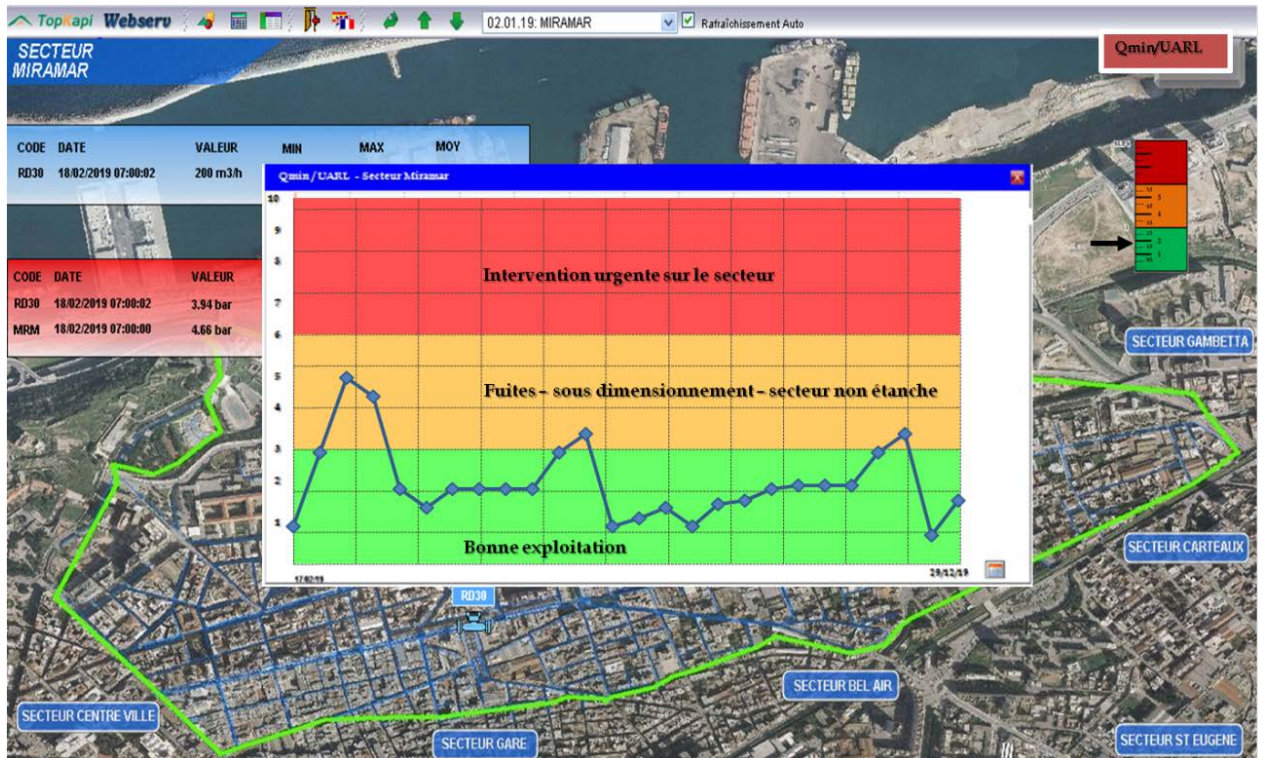 TopKapi Webserv 02.01.19: MIRAMAR Rafraîchissement Auto
SECTEUR
MIRAMAR
Qmin/UARL
CODE DATE VALEUR MIN MAX MOY
RD30 18/02/2019 07:00:02 200 m3/h
CODE DATE VALEUR
RD30 18/02/2019 07:00:02 3.94 bar
MRM 18/02/2019 07:00:00 4.66 bar
Qmin/UARL - Secteur Miramar
10
9
8
7
6
5
4
3
2
1
Intervention urgente sur le secteur
Fuites – sous dimensionnement – secteur non étanche
Bonne exploitation
17/02/19
29/12/19
5
4
2
1
SECTEUR GAMBETTA
SECTEUR CARTEAUX
RD30
SECTEUR BEL AIR
SECTEUR CENTRE VILLE
SECTEUR GARE
SECTEUR ST EUGENE